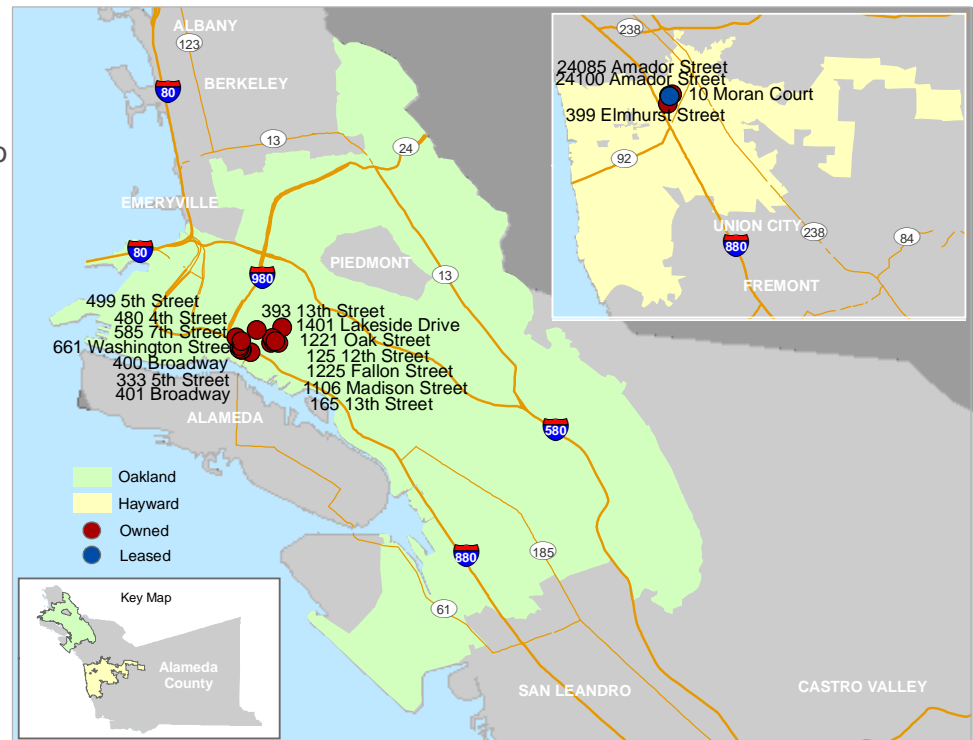 ALBANY
123
BERKELEY
80
13
24
EMERYVILLE
80
PIEDMONT
980
13
499 5th Street
480 4th Street
585 7th Street
661 Washington Street
400 Broadway
333 5th Street
401 Broadway
393 13th Street
1401 Lakeside Drive
1221 Oak Street
125 12th Street
1225 Fallon Street
1106 Madison Street
165 13th Street
ALAMEDA
580
880
185
61
SAN LEANDRO
CASTRO VALLEY
238
24085 Amador Street
24100 Amador Street
10 Moran Court
399 Elmhurst Street
92
UNION CITY
880
238
84
FREMONT
Oakland
Hayward
Owned
Leased
Key Map
Alameda
County